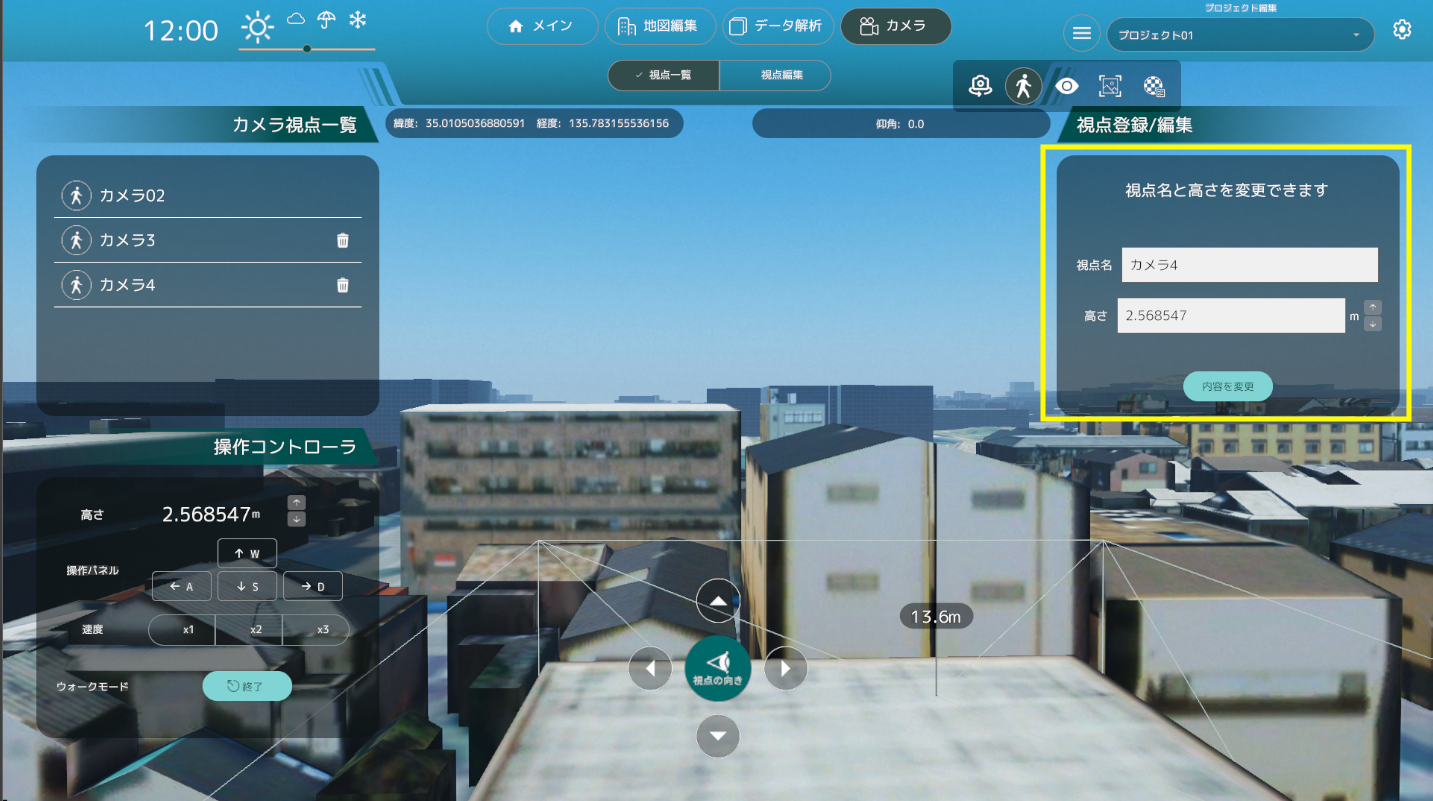 12:00
メイン
地図編集
データ解析
カメラ
プロジェクト編集
プロジェクト01
視点一覧
視点編集
カメラ視点一覧
緯度: 35.0105036880591 経度: 135.783155536156
仰角: 0.0
視点登録/編集
カメラ02
カメラ3
カメラ4
視点名と高さを変更できます
視点名 カメラ4
高さ 2.568547 m
内容を変更
操作コントローラ
高さ 2.568547m
操作パネル
↑ W
← A
↓ S
→ D
速度 x1 x2 x3
ウォークモード 終了
13.6m
視点の向き